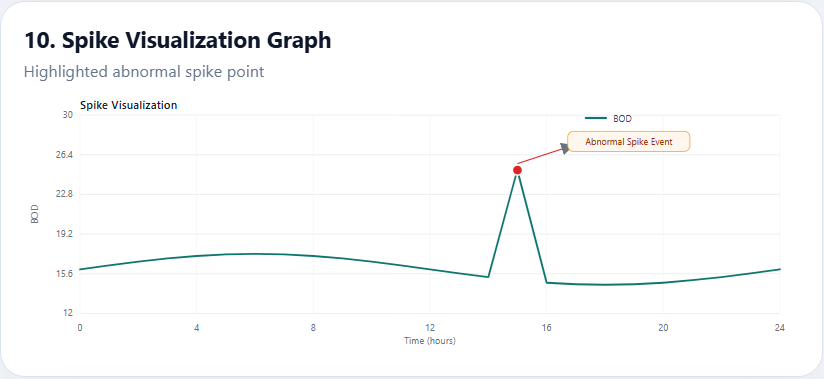 10. Spike Visualization Graph
Highlighted abnormal spike point
Spike Visualization
30
BOD
Abnormal Spike Event
26.4
22.8
BOD
19.2
15.6
12
0 4 8 12 16 20 24
Time (hours)